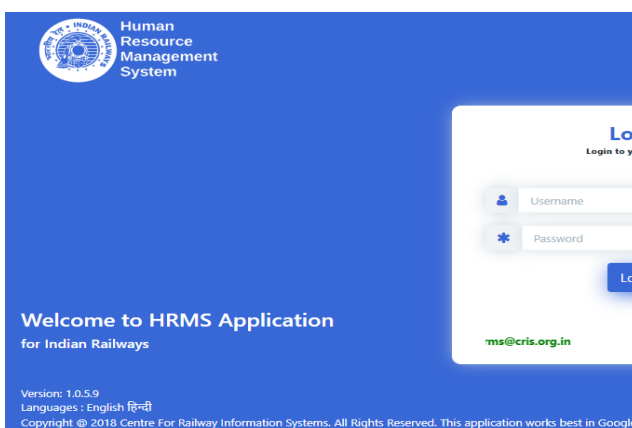 Human
Resource
Management
System
Lo
Login to y
Username
Password
Lo
Welcome to HRMS Application
for Indian Railways
rms@cris.org.in
Version: 1.0.5.9
Languages : English हिन्दी
Copyright @ 2018 Centre For Railway Information Systems. All Rights Reserved. This application works best in Google